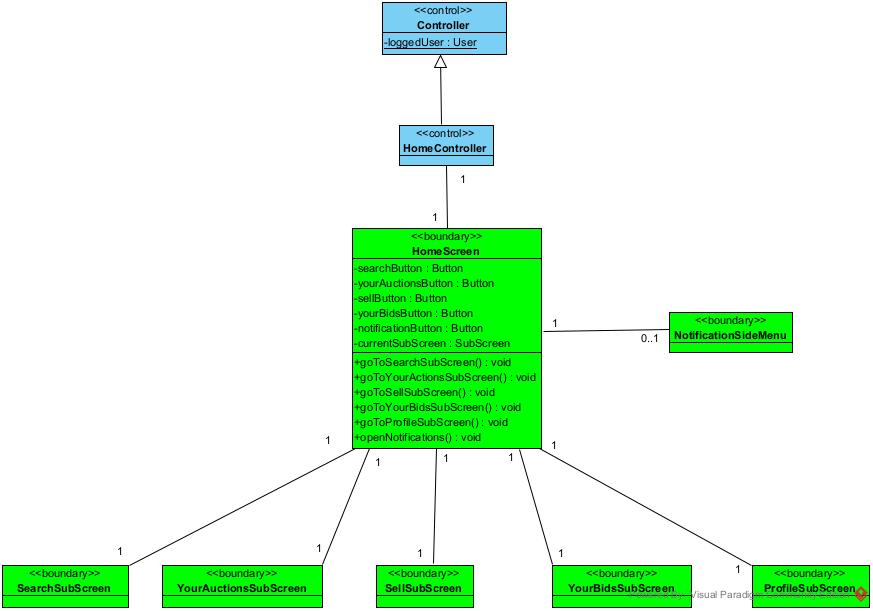 <<control>>
Controller
-loggedUser : User
<<control>>
HomeController
1
1
<<boundary>>
HomeScreen
-searchButton : Button
-yourAuctionsButton : Button
-sellButton : Button
-yourBidsButton : Button
-notificationButton : Button
-currentSubScreen : SubScreen
+goToSearchSubScreen() : void
+goToYourActionsSubScreen() : void
+goToSellSubScreen() : void
+goToYourBidsSubScreen() : void
+goToProfileSubScreen() : void
+openNotifications() : void
1
0..1
<<boundary>>
NotificationSideMenu
1
1
1
1
1
1
1
1
1
1
<<boundary>>
SearchSubScreen
<<boundary>>
YourAuctionsSubScreen
<<boundary>>
SellSubScreen
<<boundary>>
YourBidsSubScreen
<<boundary>>
ProfileSubScreen
Visual Paradigm Community Edition